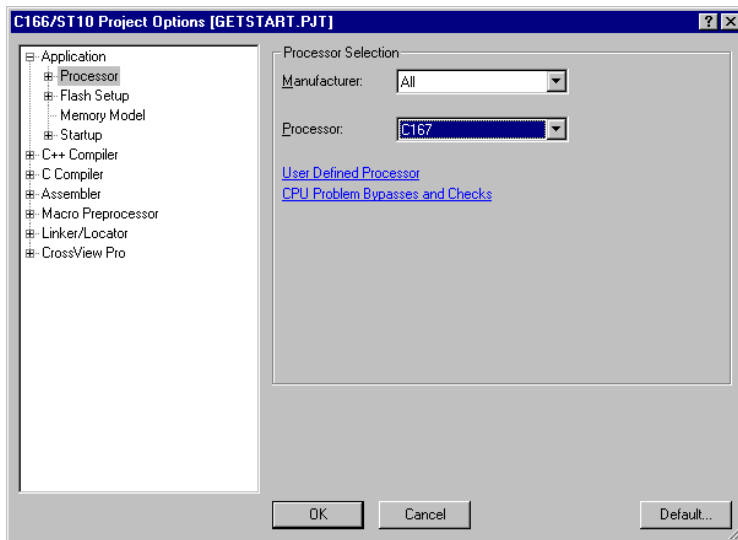 C166/ST10 Project Options [GETSTART.PJT]
Application
Processor
Flash Setup
Memory Model
Startup
C++ Compiler
C Compiler
Assembler
Macro Preprocessor
Linker/Locator
CrossView Pro
Processor Selection
Manufacturer: All
Processor: C167
User Defined Processor
CPU Problem Bypasses and Checks
OK Cancel Default...